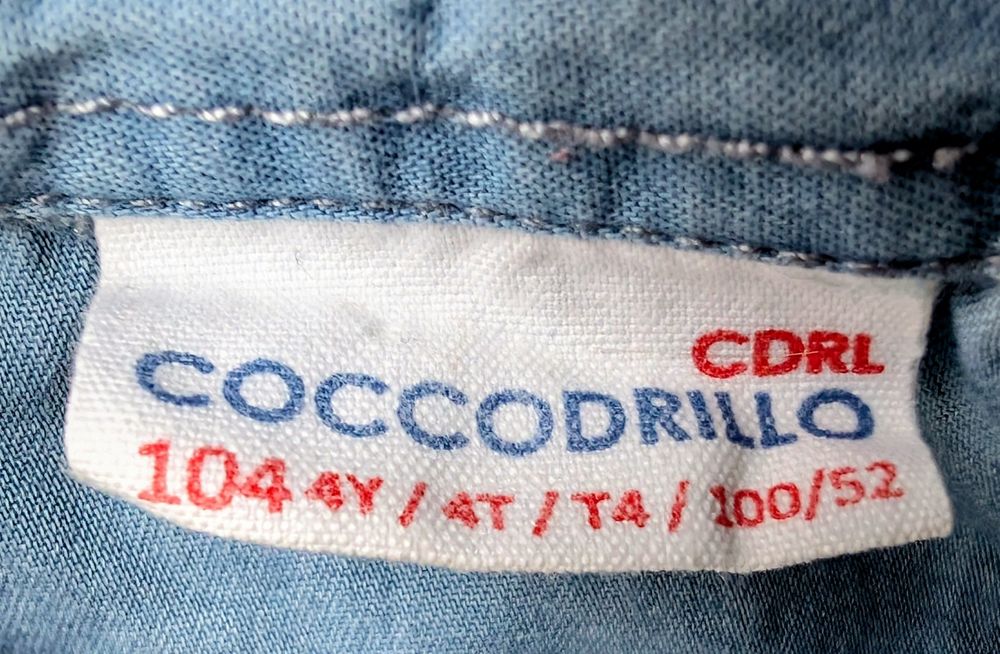 CDRL
COCCODRILLO
104 4Y / 4T / T4 / 100/52